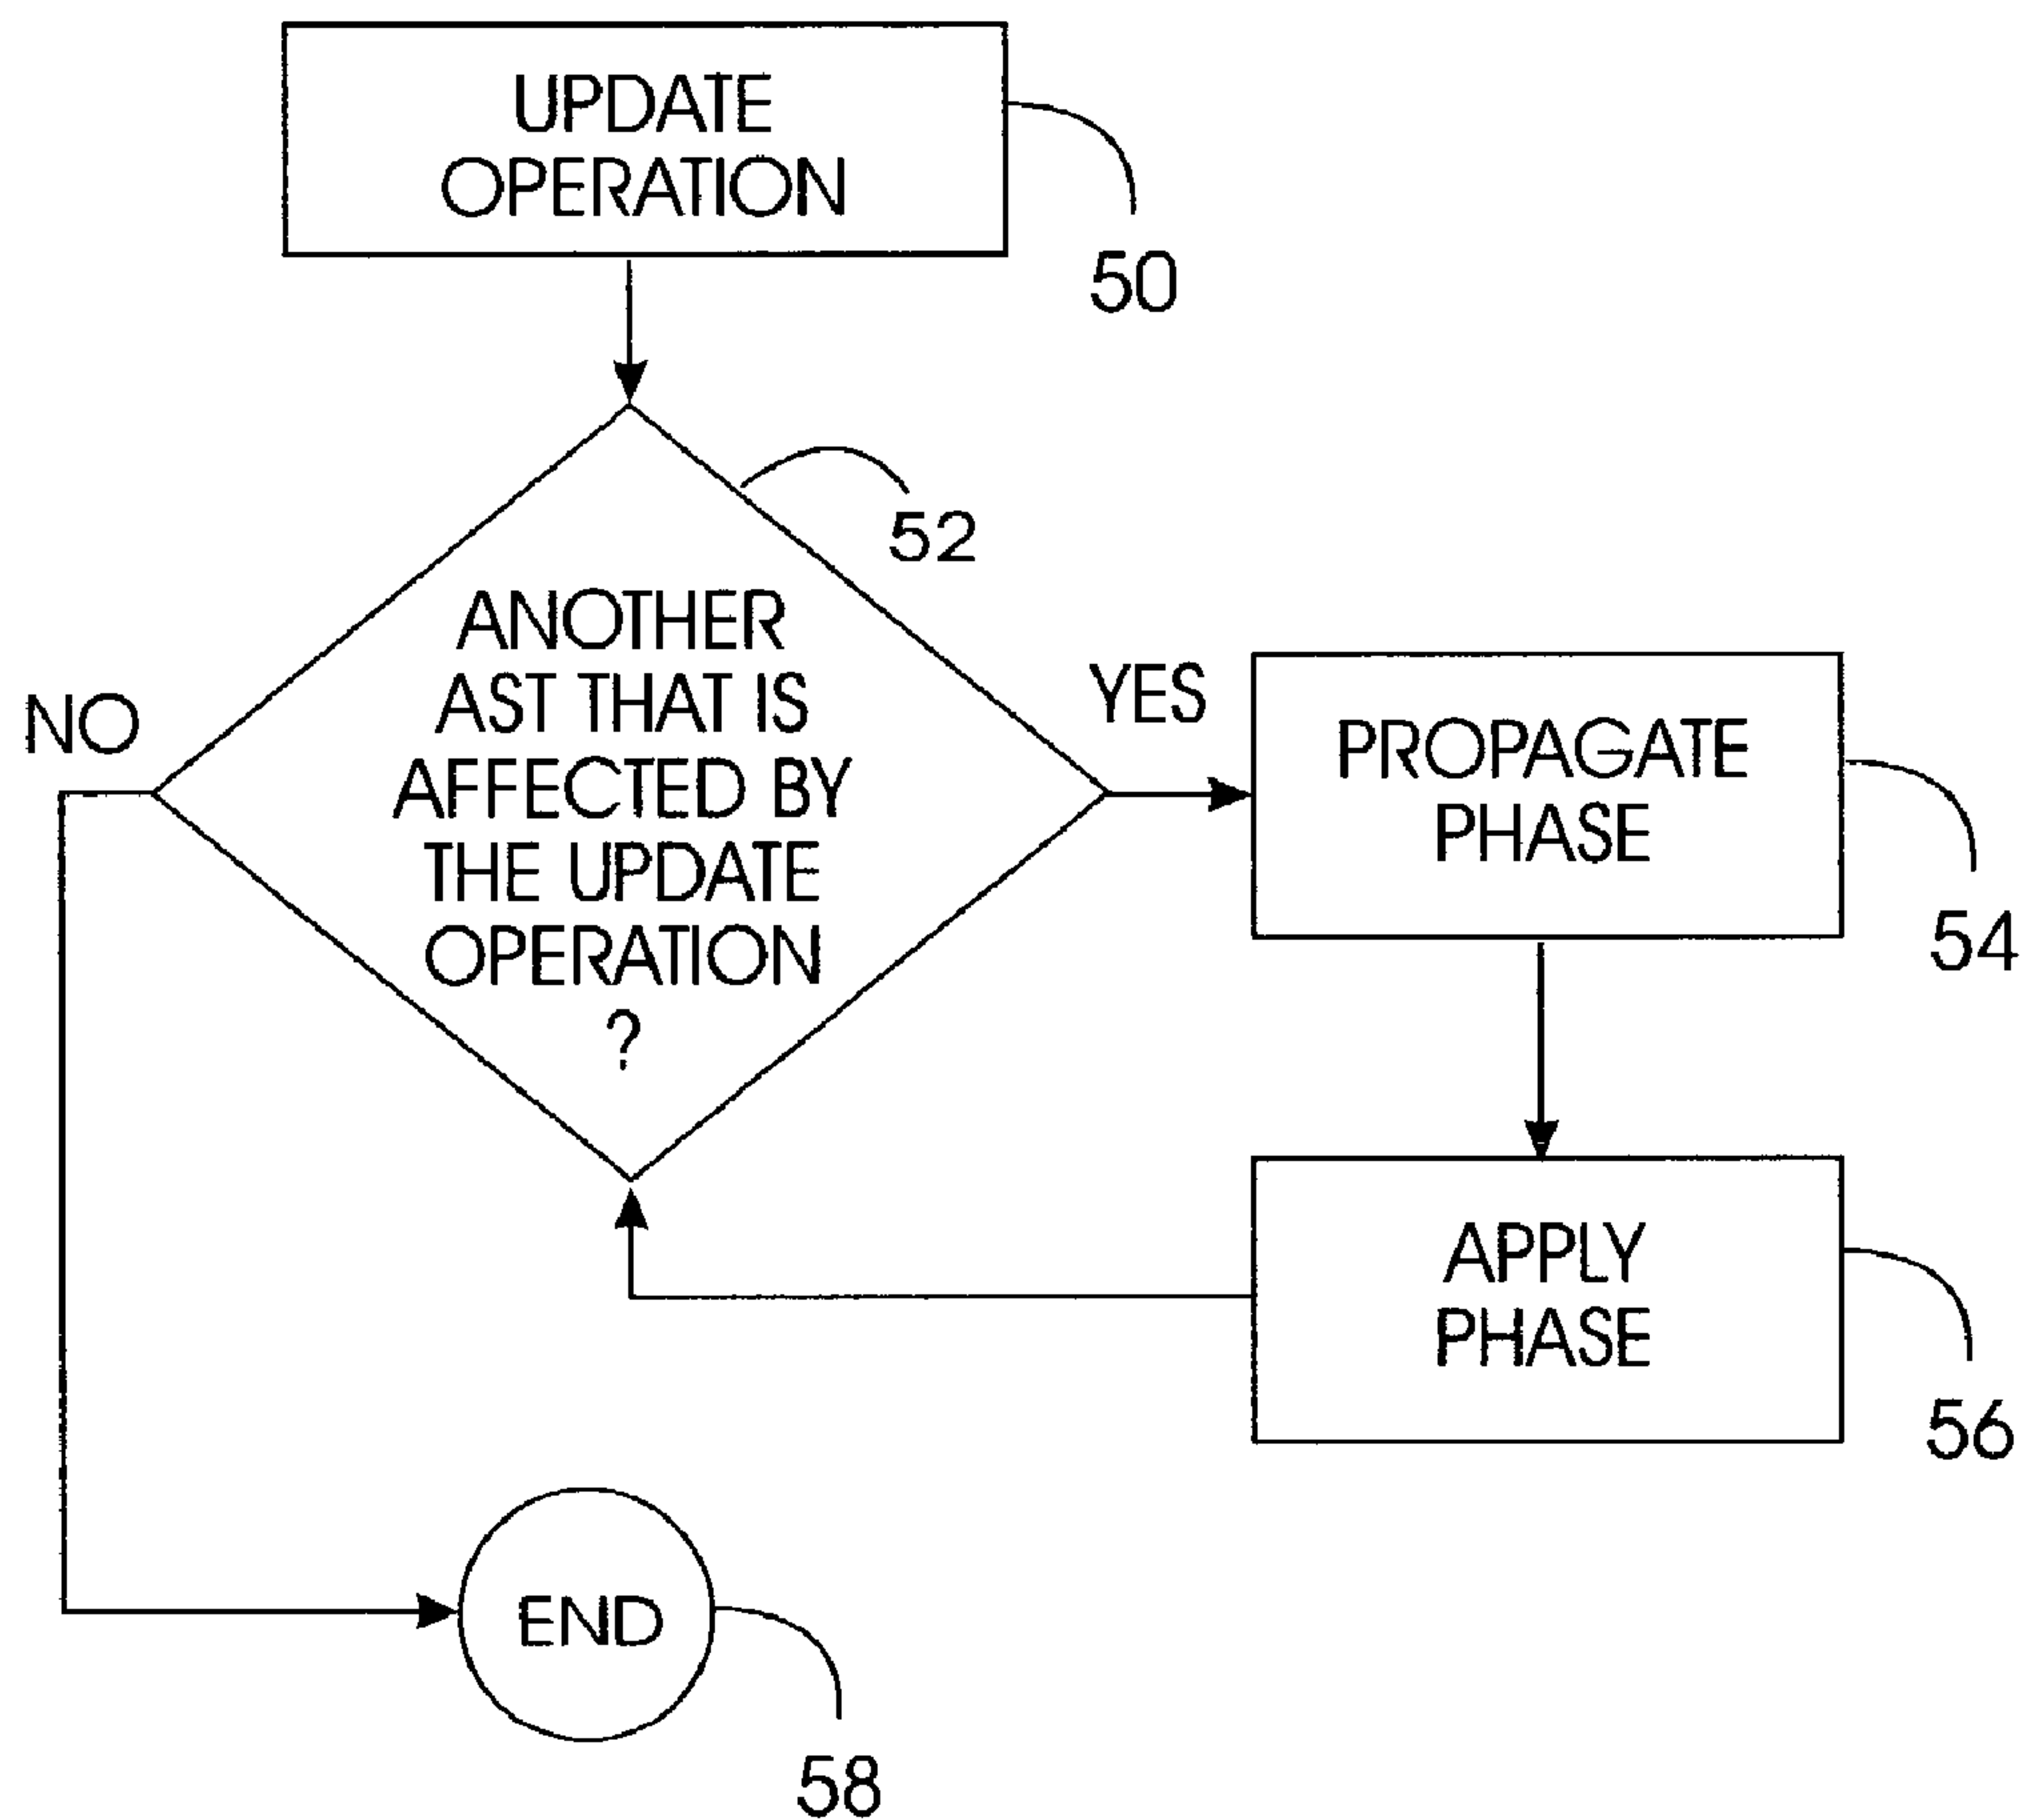 UPDATE
OPERATION
50
52
ANOTHER
AST THAT IS
AFFECTED BY
THE UPDATE
OPERATION
?
NO
YES
PROPAGATE
PHASE
54
APPLY
PHASE
56
END
58